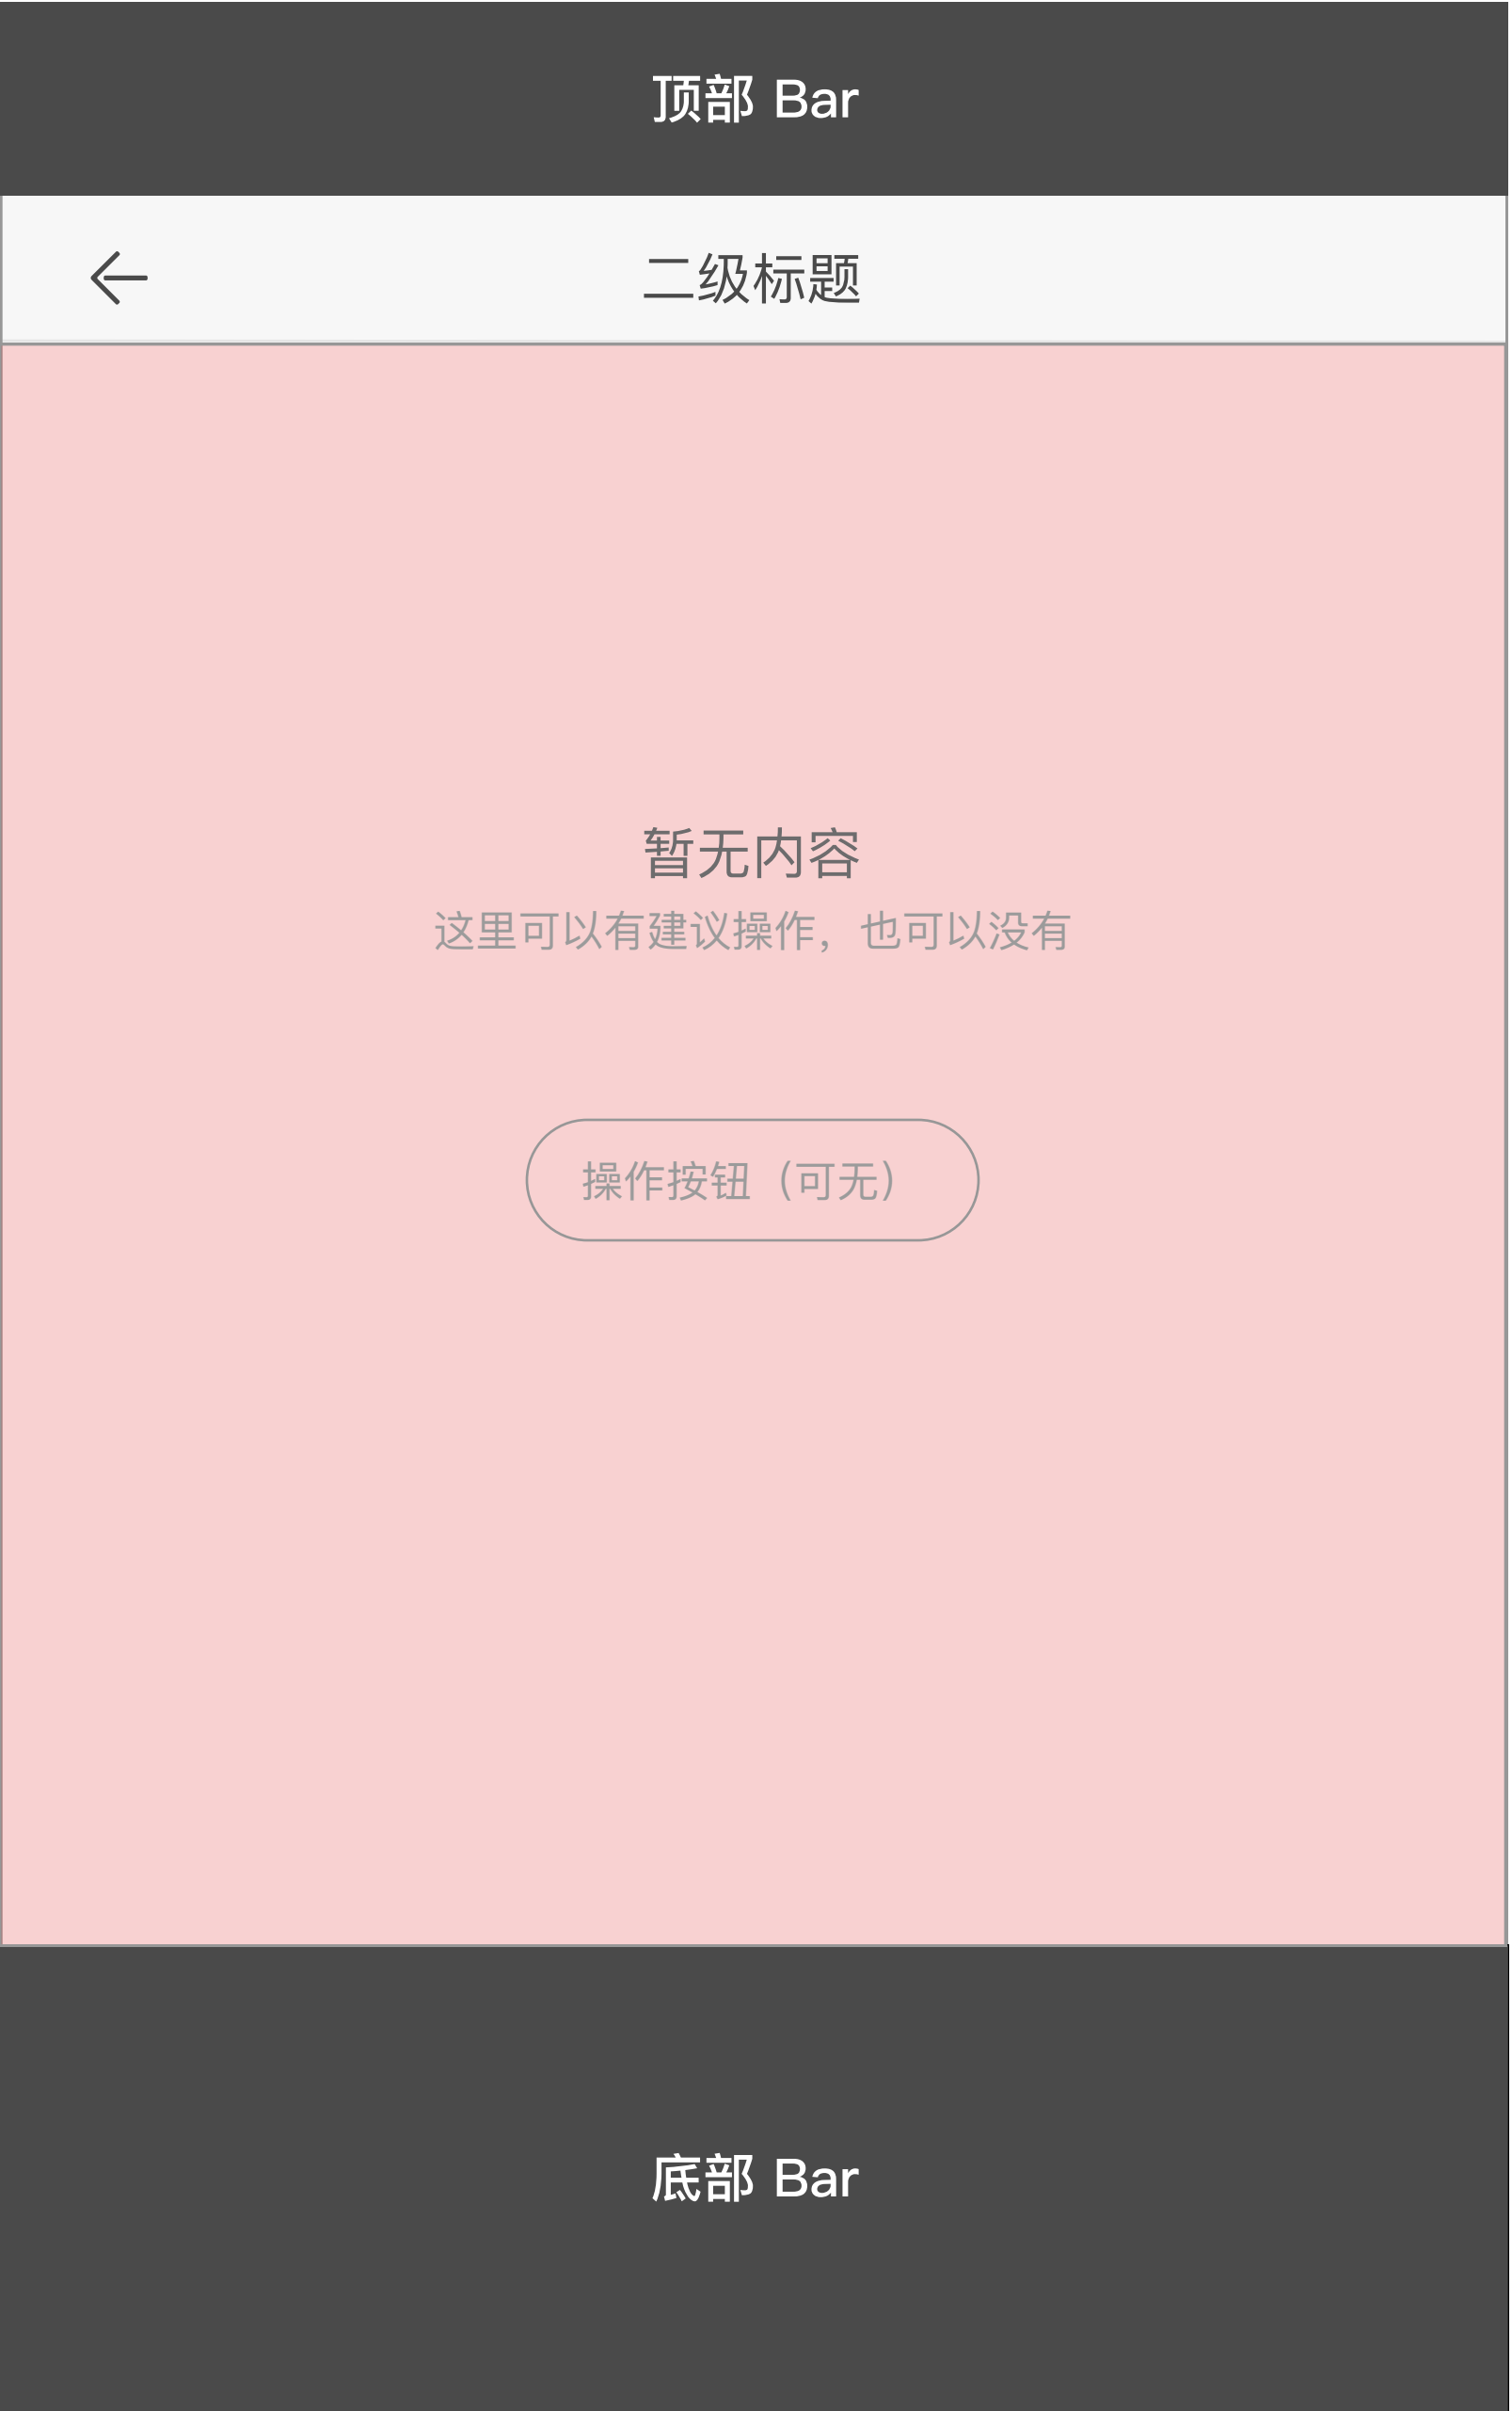 顶部 Bar
二级标题
暂无内容
这里可以有建议操作，也可以没有
操作按钮（可无）
底部 Bar